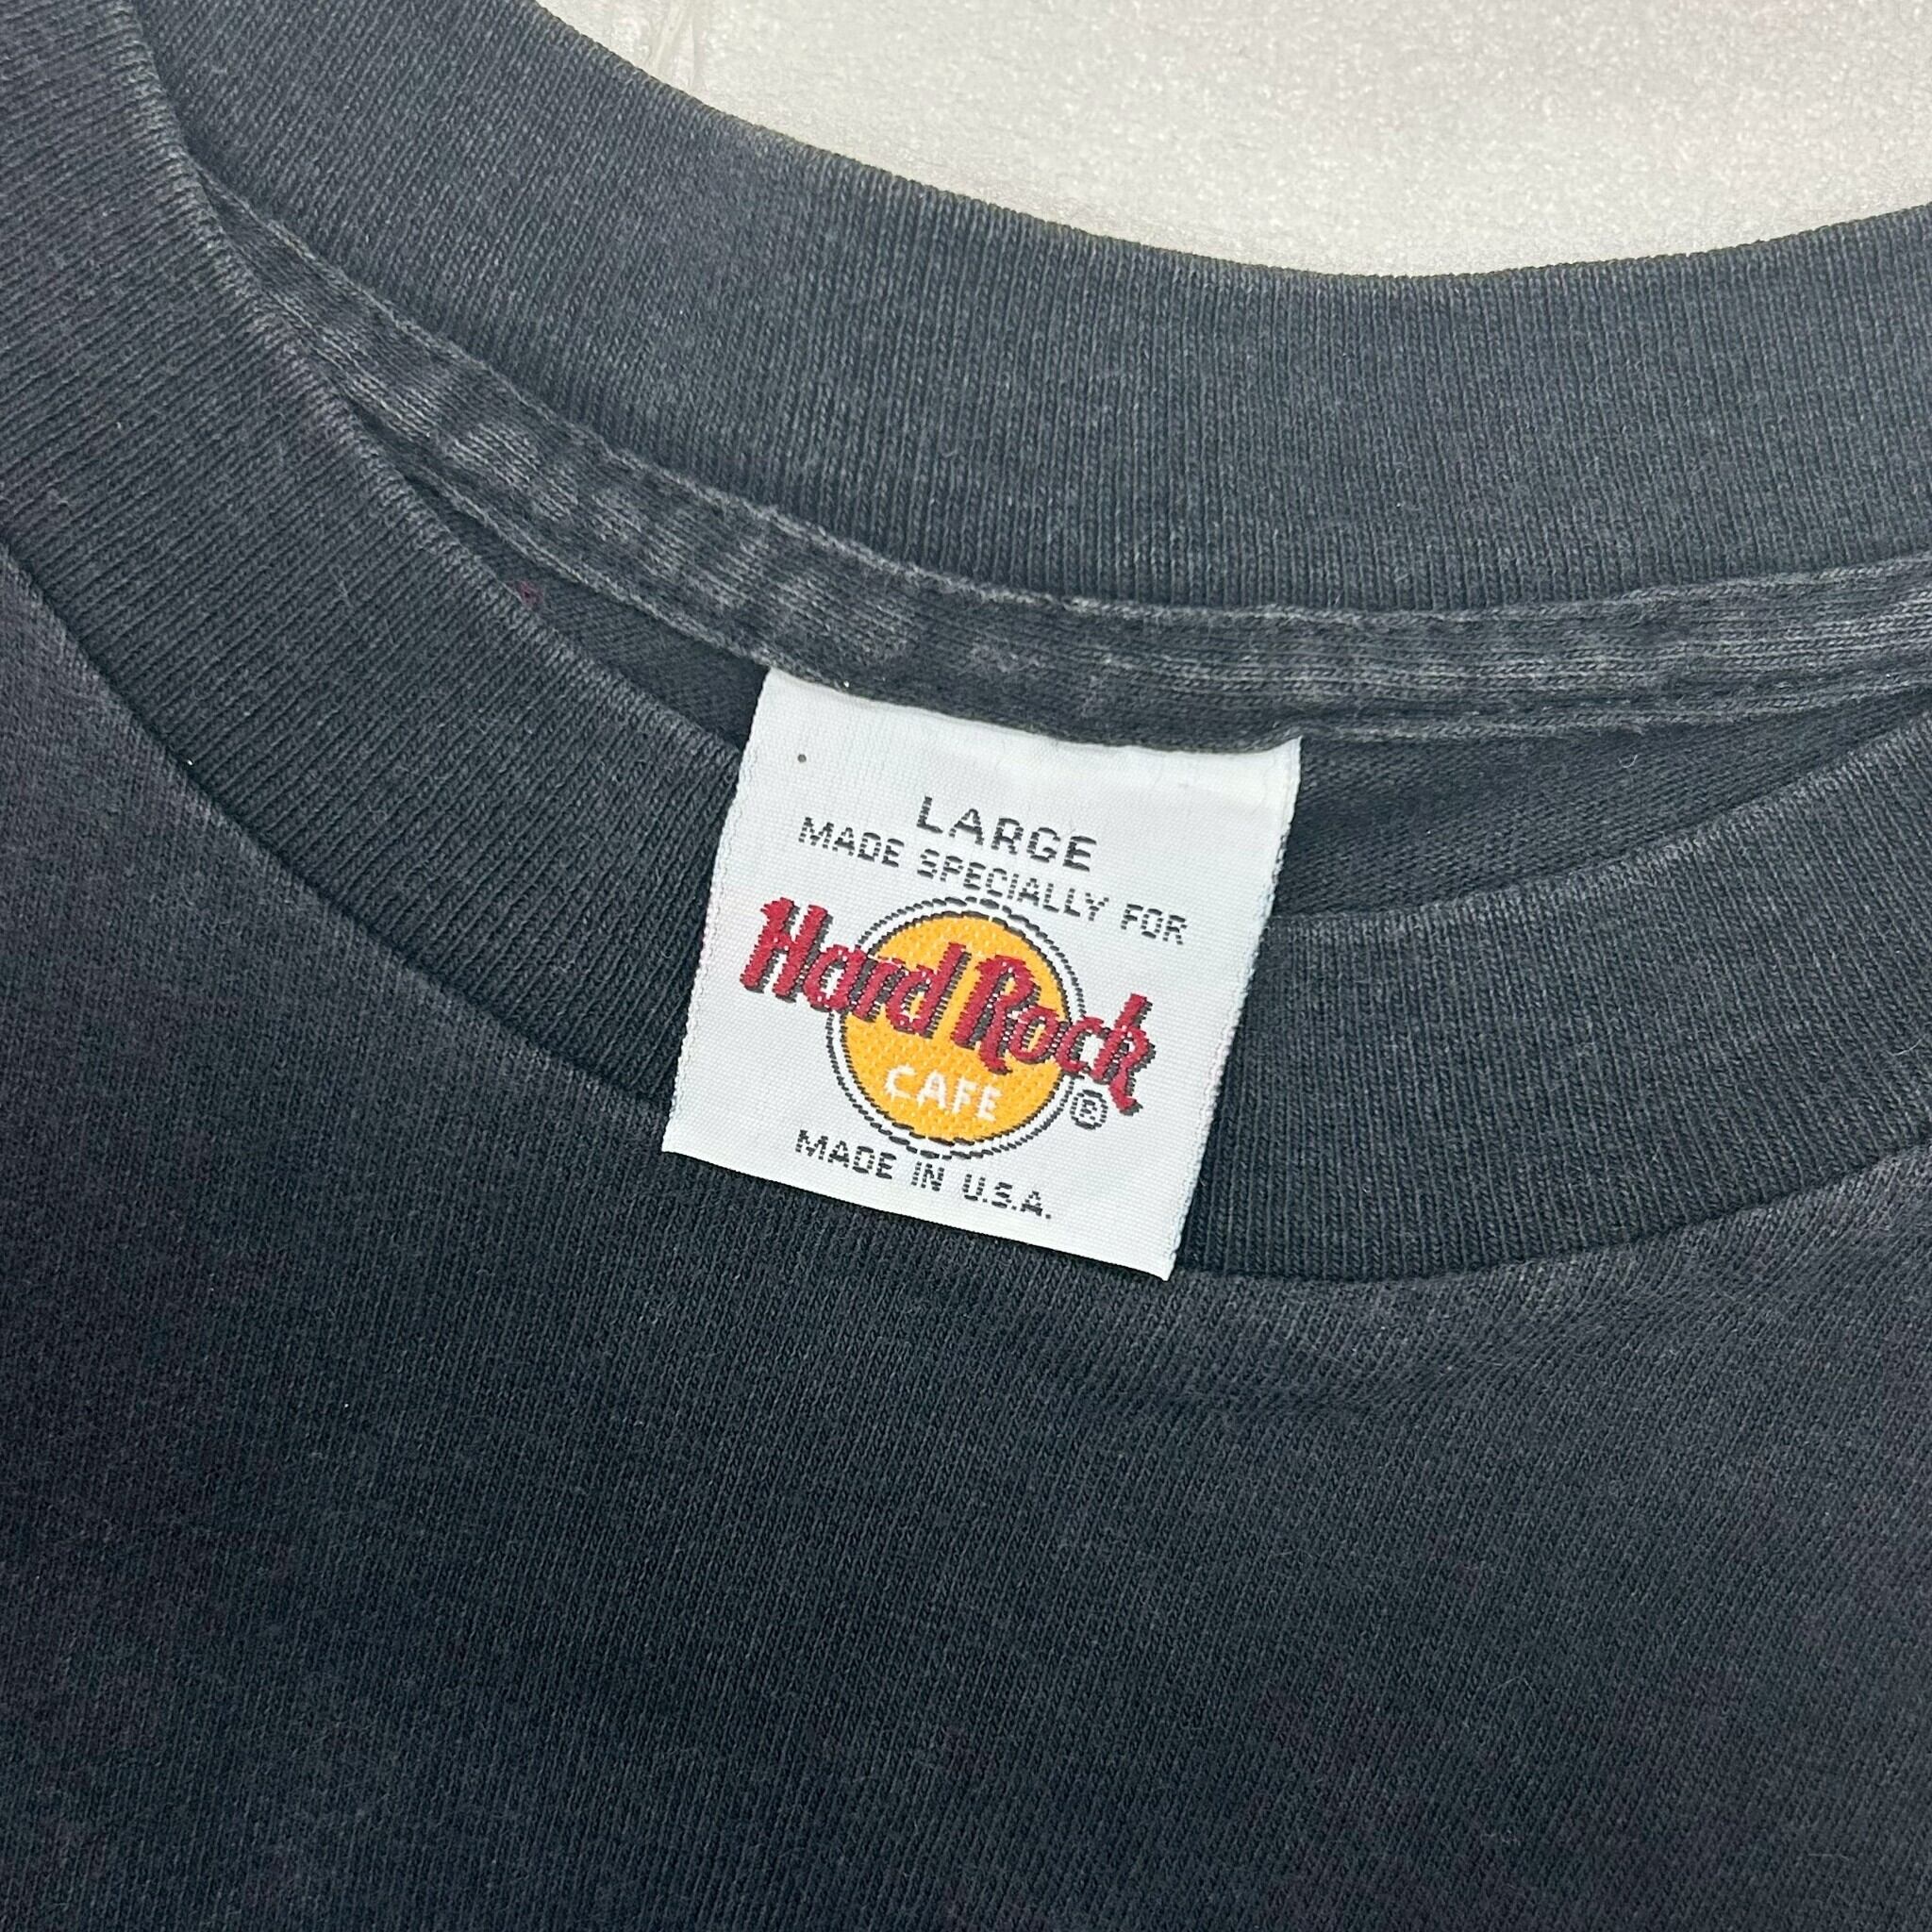 LARGE
MADE SPECIALLY FOR
Hard Rock
CAFE ®
MADE IN U.S.A.